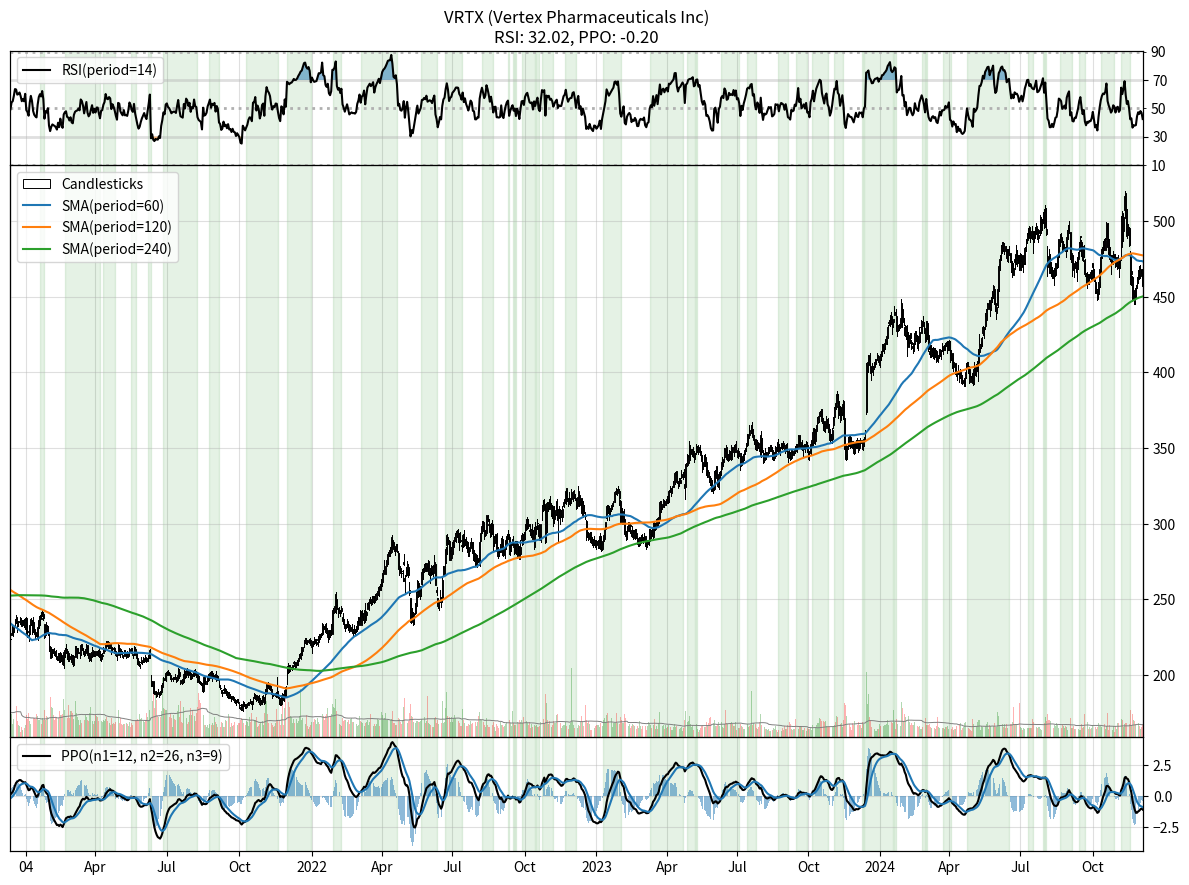 VRTX (Vertex Pharmaceuticals Inc)
RSI: 32.02, PPO: -0.20
RSI(period=14)
90
70
50
30
10
Candlesticks
SMA(period=60)
SMA(period=120)
SMA(period=240)
500
450
400
350
300
250
200
PPO(n1=12, n2=26, n3=9)
2.5
0.0
−2.5
04 Apr Jul Oct 2022 Apr Jul Oct 2023 Apr Jul Oct 2024 Apr Jul Oct